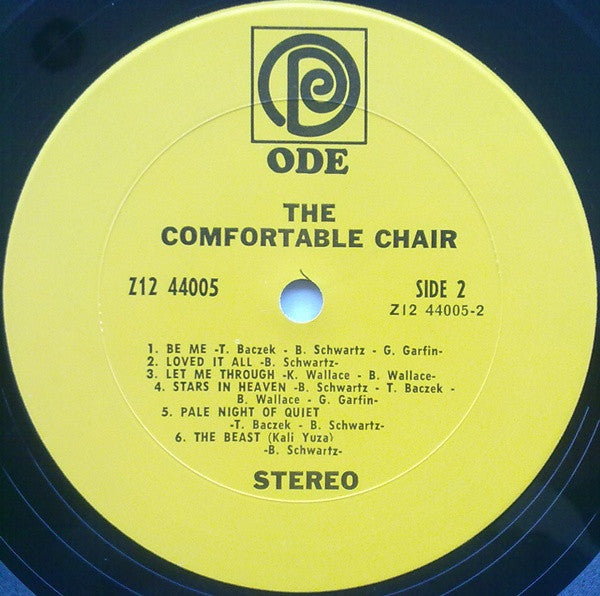 ODE
THE
COMFORTABLE CHAIR
Z12 44005
SIDE 2
Z12 44005-2
1. BE ME -T. Baczek - B. Schwartz - G. Garfin-
2. LOVED IT ALL -B. Schwartz-
3. LET ME THROUGH -K. Wallace - B. Wallace-
4. STARS IN HEAVEN -B. Schwartz - T. Baczek -
B. Wallace - G. Garfin-
5. PALE NIGHT OF QUIET
-T. Baczek - B. Schwartz-
6. THE BEAST (Kali Yuza)
-B. Schwartz-
STEREO